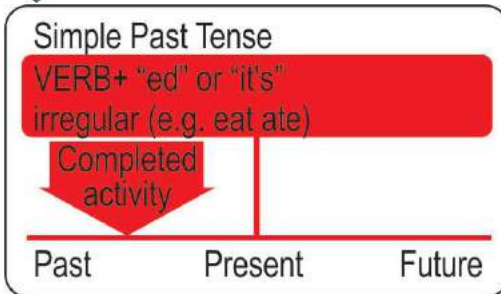 Simple Past Tense
VERB+ “ed” or “it's”
irregular (e.g. eat ate)
Completed
activity
Past Present Future